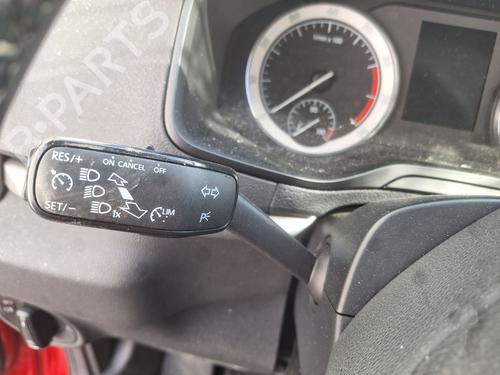 B-PARTS
RES/+
ON CANCEL OFF
LIM
1x
SET/-